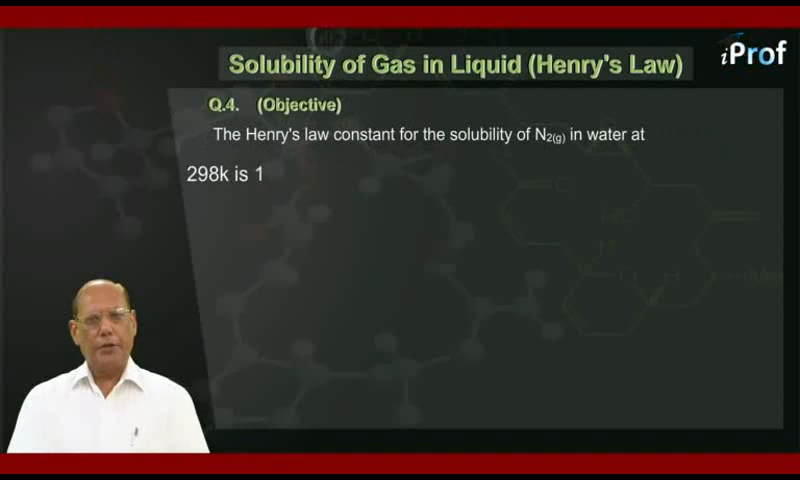 iProf
Solubility of Gas in Liquid (Henry's Law)
Q.4. (Objective)
The Henry's law constant for the solubility of N₂₍g₎ in water at
298k is 1